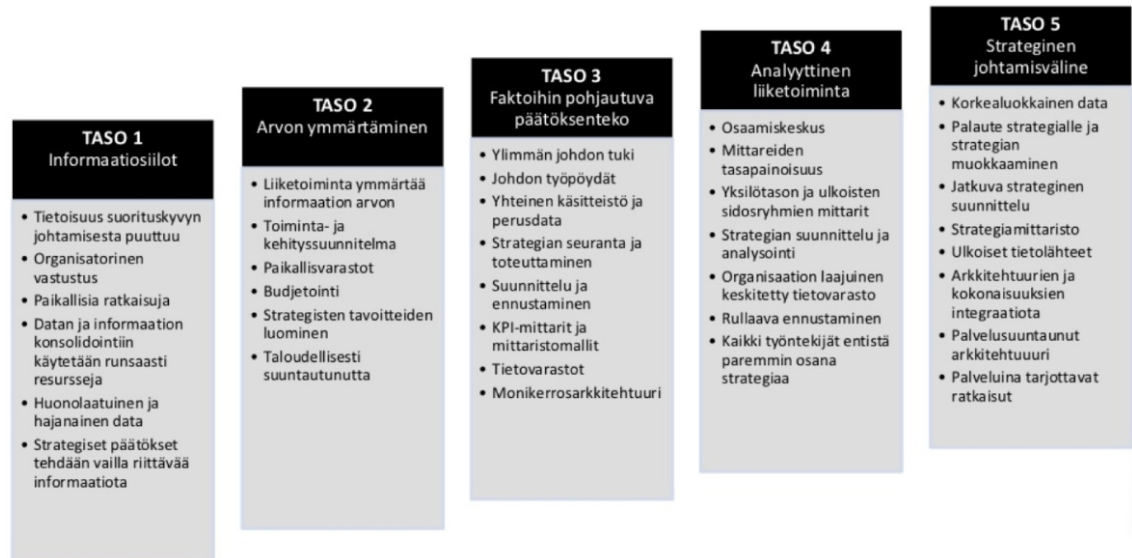 TASO 1
Informaatiosiilot
• Tietoisuus suorituskyvyn
johtamisesta puuttuu
• Organisatorinen
vastustus
• Paikallisia ratkaisuja
• Datan ja informaation
konsolidointiin
käytetään runsaasti
resursseja
• Huonolaatuinen ja
hajanainen data
• Strategiset päätökset
tehdään vailla riittävää
informaatiota
TASO 2
Arvon ymmärtäminen
• Liiketoiminta ymmärtää
informaation arvon
• Toiminta- ja
kehityssuunnitelma
• Paikallisvarastot
• Budjetointi
• Strategisten tavoitteiden
luominen
• Taloudellisesti
suuntautunutta
TASO 3
Faktoihin pohjautuva
päätöksenteko
• Ylimmän johdon tuki
• Johdon työpöydät
• Yhteinen käsitteistö ja
perusdata
• Strategian seuranta ja
toteuttaminen
• Suunnittelu ja
ennustaminen
• KPI-mittarit ja
mittaristomallit
• Tietovarastot
• Monikerrosarkkitehtuuri
TASO 4
Analyyttinen
liiketoiminta
• Osaamiskeskus
• Mittareiden
tasapainoisuus
• Yksilötason ja ulkoisten
sidosryhmien mittarit
• Strategian suunnittelu ja
analysointi
• Organisaation laajuinen
keskitetty tietovarasto
• Rullaava ennustaminen
• Kaikki työntekijät entistä
paremmin osana
strategiaa
TASO 5
Strateginen
johtamisväline
• Korkealuokkainen data
• Palaute strategialle ja
strategian
muokkaaminen
• Jatkuva strateginen
suunnittelu
• Strategiamittaristo
• Ulkoiset tietolähteet
• Arkkitehtuurien ja
kokonaisuuksien
integraatiota
• Palvelusuuntaunut
arkkitehtuuuri
• Palveluina tarjottavat
ratkaisut